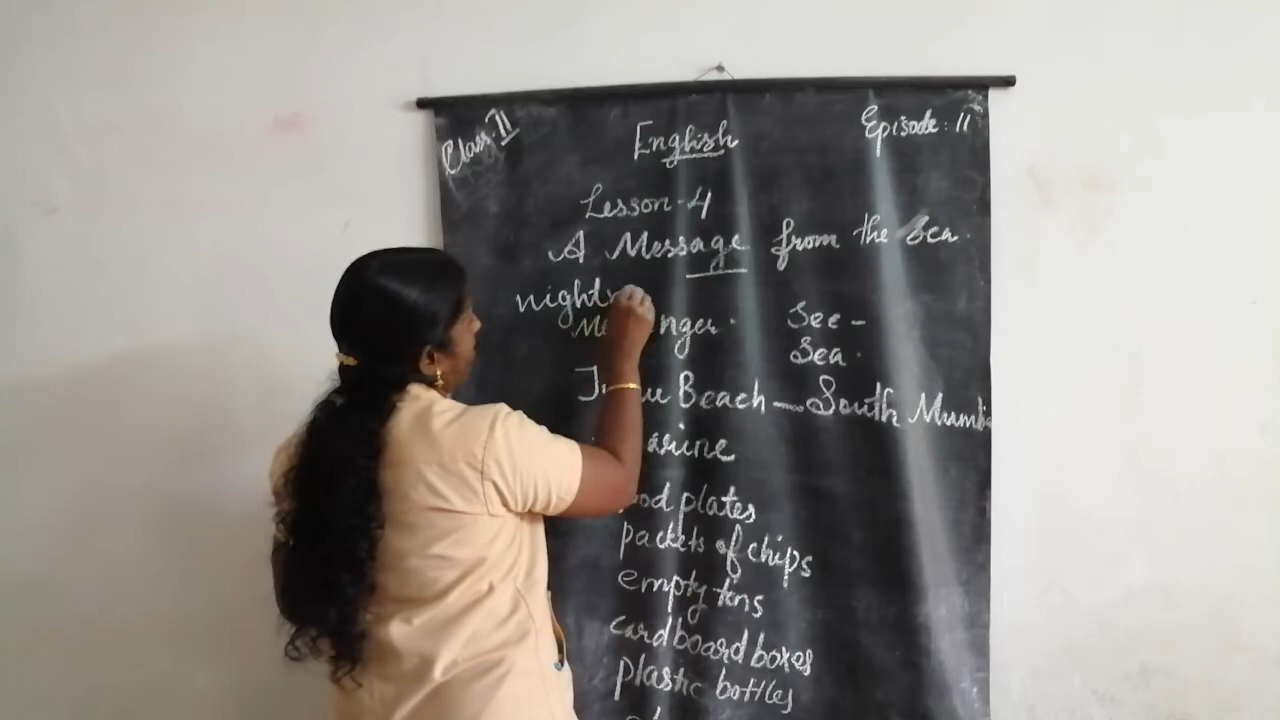 Class: II
English
Episode: 11
Lesson-4
A Message from the Sea.
See -
Sea.
Beach — South Mumbai
plates
packets of chips
empty tins
cardboard boxes
plastic bottles